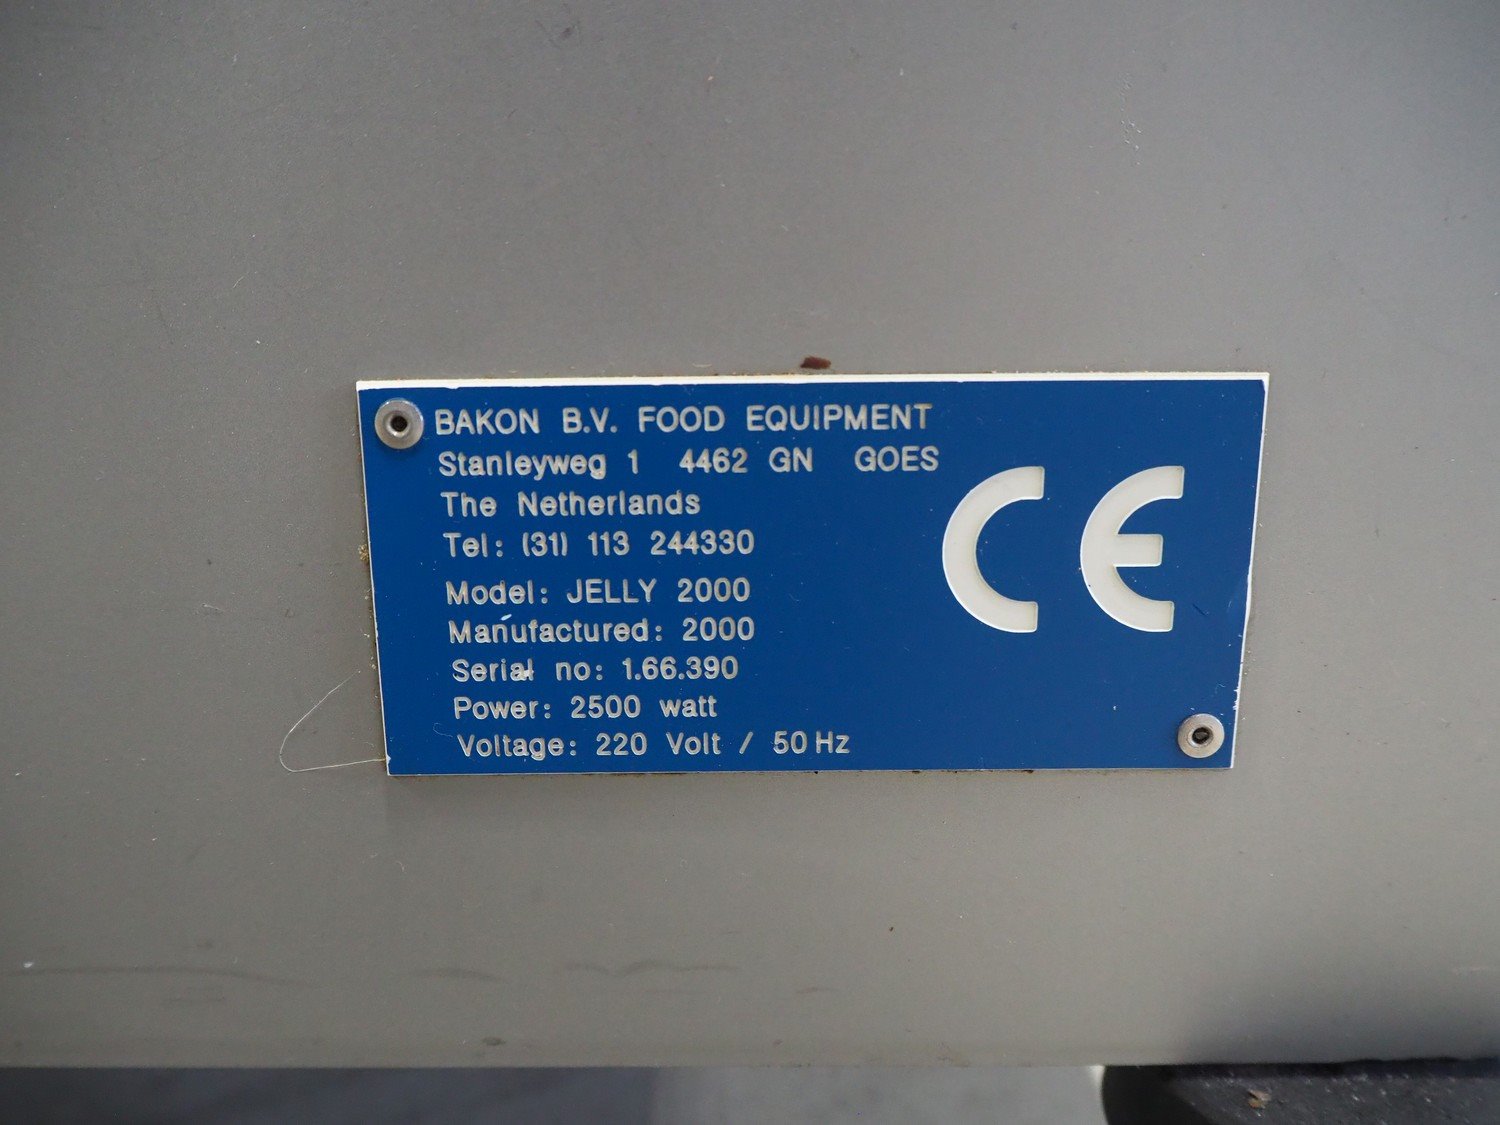 BAKON B.V. FOOD EQUIPMENT
Stanleyweg 1 4462 GN GOES
The Netherlands
Tel: (31) 113 244330
Model: JELLY 2000
Manufactured: 2000
Serial no: 1.66.390
Power: 2500 watt
Voltage: 220 Volt / 50 Hz
CE